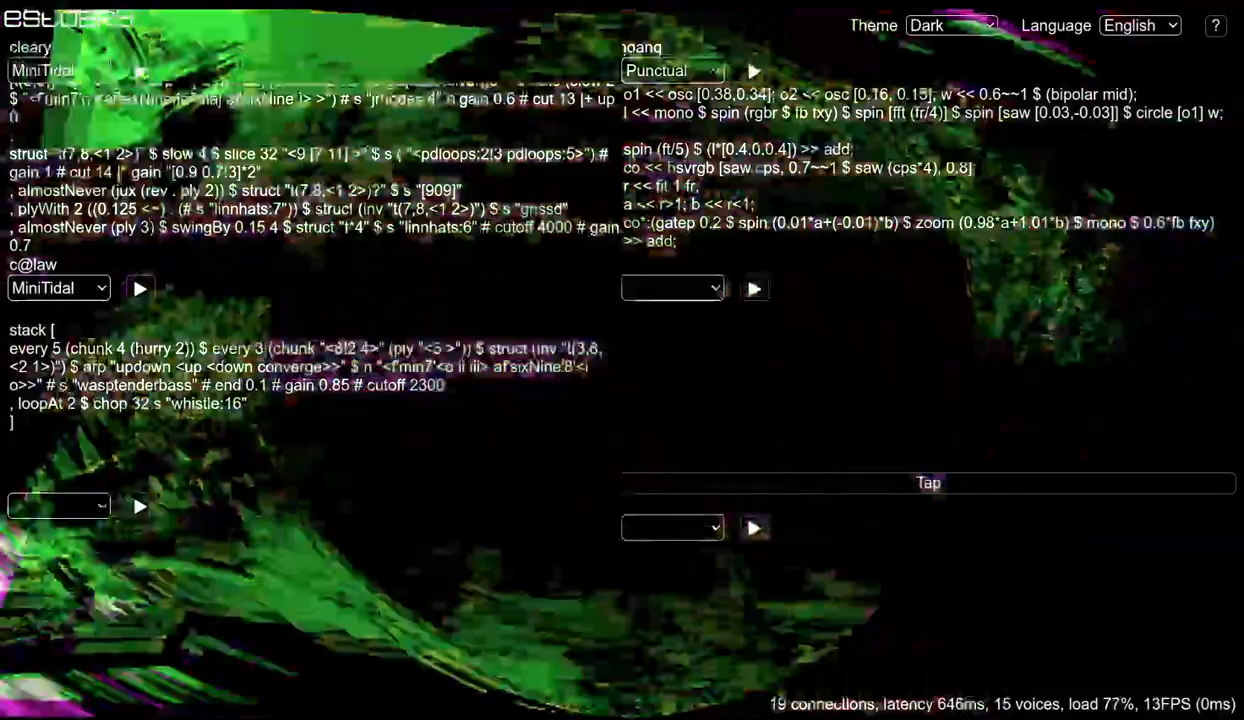 estuary
Theme Dark Language English ?
cleary
MiniTidal
gain 0.6 # cut 13 |+ up
0
struct "t(7,8,<1 2>)" $ slow 4 $ slice 32 "<9 [7 11] >" $ s ( "<pdloops:2!3 pdloops:5>") #
gain 1 # cut 14 |* gain "[0.9 0.7!3]*2"
, almostNever (jux (rev . ply 2)) $ struct "t(7,8,<1 2>)?" $ s "[909]"
, plyWith 2 ((0.125 <~) . (# s "linnhats:7")) $ struct (inv "t(7,8,<1 2>)") $ s "gnssd"
, almostNever (ply 3) $ swingBy 0.15 4 $ struct "t*4" $ s "linnhats:6" # cutoff 4000 # gain
0.7
c@law
MiniTidal
stack [
every 5 (chunk 4 (hurry 2)) $ every 3 (chunk "<8!2 4>" (ply "<3 >")) $ struct (inv "t(3,8,
<2 1>)") $ arp "updown <up <down converge>>" $ n
o>>" # s "wasptenderbass" # end 0.1 # gain 0.85 # cutoff 2300
, loopAt 2 $ chop 32 s "whistle:16"
]
Punctual
o1 << osc [0.38,0.34]; o2 << osc [0.16, 0.15]; w << 0.6~~1 $ (bipolar mid);
l << mono $ spin (rgbr $ fb fxy) $ spin [fft (fr/4)] $ spin [saw [0.03,-0.03]] $ circle [o1] w;
spin (ft/5) $ (l*[0.4,0,0.4]) >> add;
co << hsvrgb [saw cps, 0.7~~1 $ saw (cps*4), 0.8]
r << fit 1 fr;
a << r>1; b << r<1;
co*:(gatep 0.2 $ spin (0.01*a+(-0.01)*b) $ zoom (0.98*a+1.01*b) $ mono $ 0.6*fb fxy)
>> add;
Tap
19 connections, latency 646ms, 15 voices, load 77%, 13FPS (0ms)